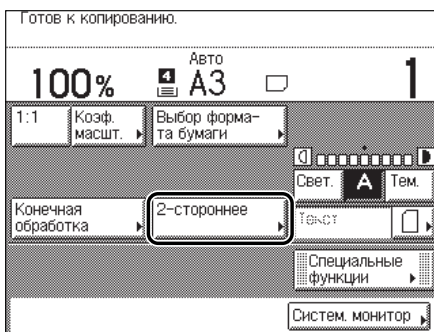 Готов к копированию.
100%
4
Авто
A3
1
1:1
Коэф.
масшт.
Выбор форма-
та бумаги
Свет.
A
Тем.
Конечная
обработка
2-стороннее
Текст
Специальные
функции
Систем. монитор